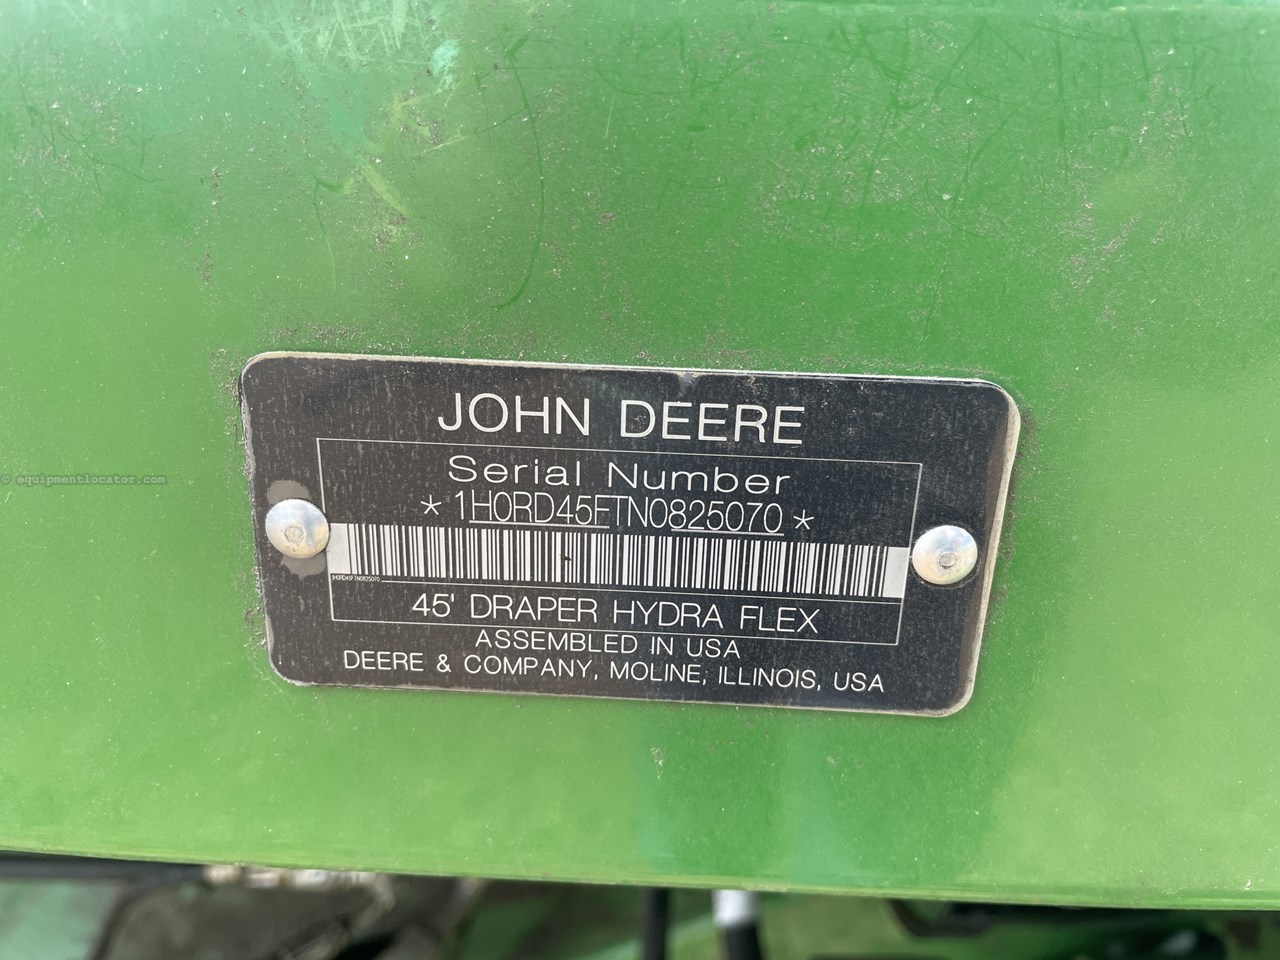 JOHN DEERE
Serial Number
* 1H0RD45FTN0825070 *
1H0RD45FTN0825070
45' DRAPER HYDRA FLEX
ASSEMBLED IN USA
DEERE & COMPANY, MOLINE, ILLINOIS, USA
© equipmentlocator.com